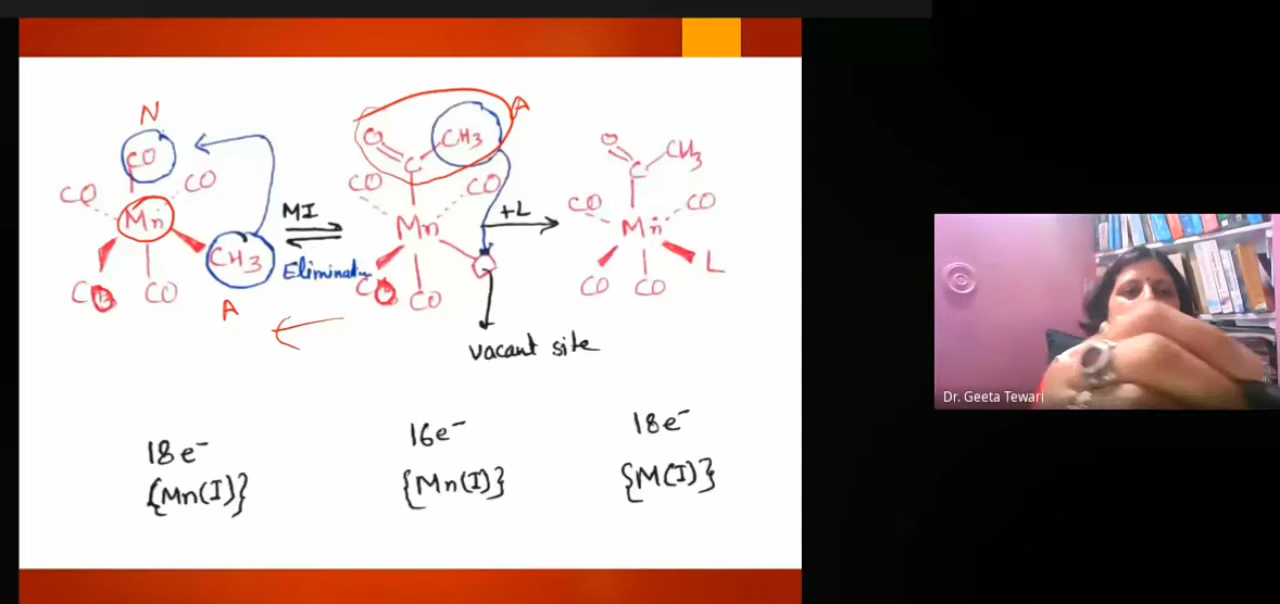 N
CO
CO
CO
Mn
CH3
CO
CO
A
MI
Eliminatn
A
O
CH3
C
CO
CO
Mn
CO
CO
vacant site
+L
O
CH3
C
CO
CO
Mn
L
CO
CO
18e⁻
{Mn(I)}
16e⁻
{Mn(I)}
18e⁻
{M(I)}
Dr. Geeta Tewari